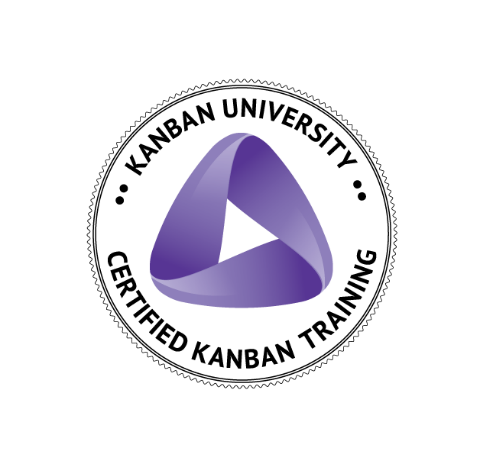 KANBAN UNIVERSITY
CERTIFIED KANBAN TRAINING